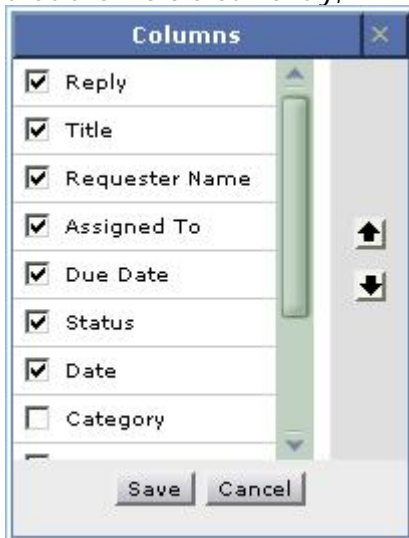 Columns
Reply
Title
Requester Name
Assigned To
Due Date
Status
Date
Category
Save Cancel